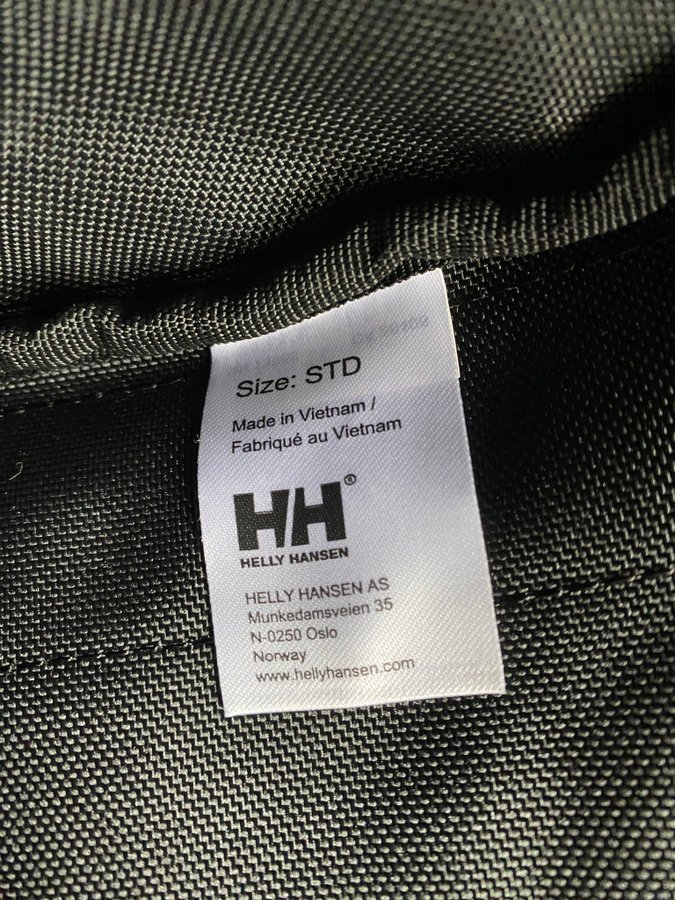 Size: STD
Made in Vietnam /
Fabriqué au Vietnam
HH®
HELLY HANSEN
HELLY HANSEN AS
Munkedamsveien 35
N-0250 Oslo
Norway
www.hellyhansen.com